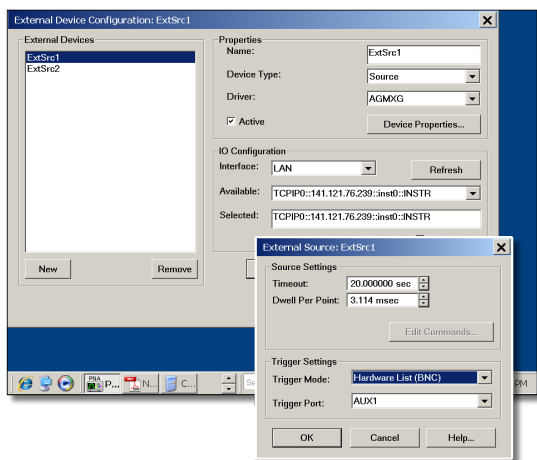 External Device Configuration: ExtSrc1
External Devices
ExtSrc1
ExtSrc2
New
Remove
Properties
Name:
ExtSrc1
Device Type:
Source
Driver:
AGMXG
Active
Device Properties...
IO Configuration
Interface:
LAN
Refresh
Available:
TCPIP0::141.121.76.239::inst0::INSTR
Selected:
TCPIP0::141.121.76.239::inst0::INSTR
External Source: ExtSrc1
Source Settings
Timeout:
20.000000 sec
Dwell Per Point:
3.114 msec
Edit Commands...
Trigger Settings
Trigger Mode:
Hardware List (BNC)
Trigger Port:
AUX1
OK
Cancel
Help...
PNA
P...
N...
C...
Se
PM